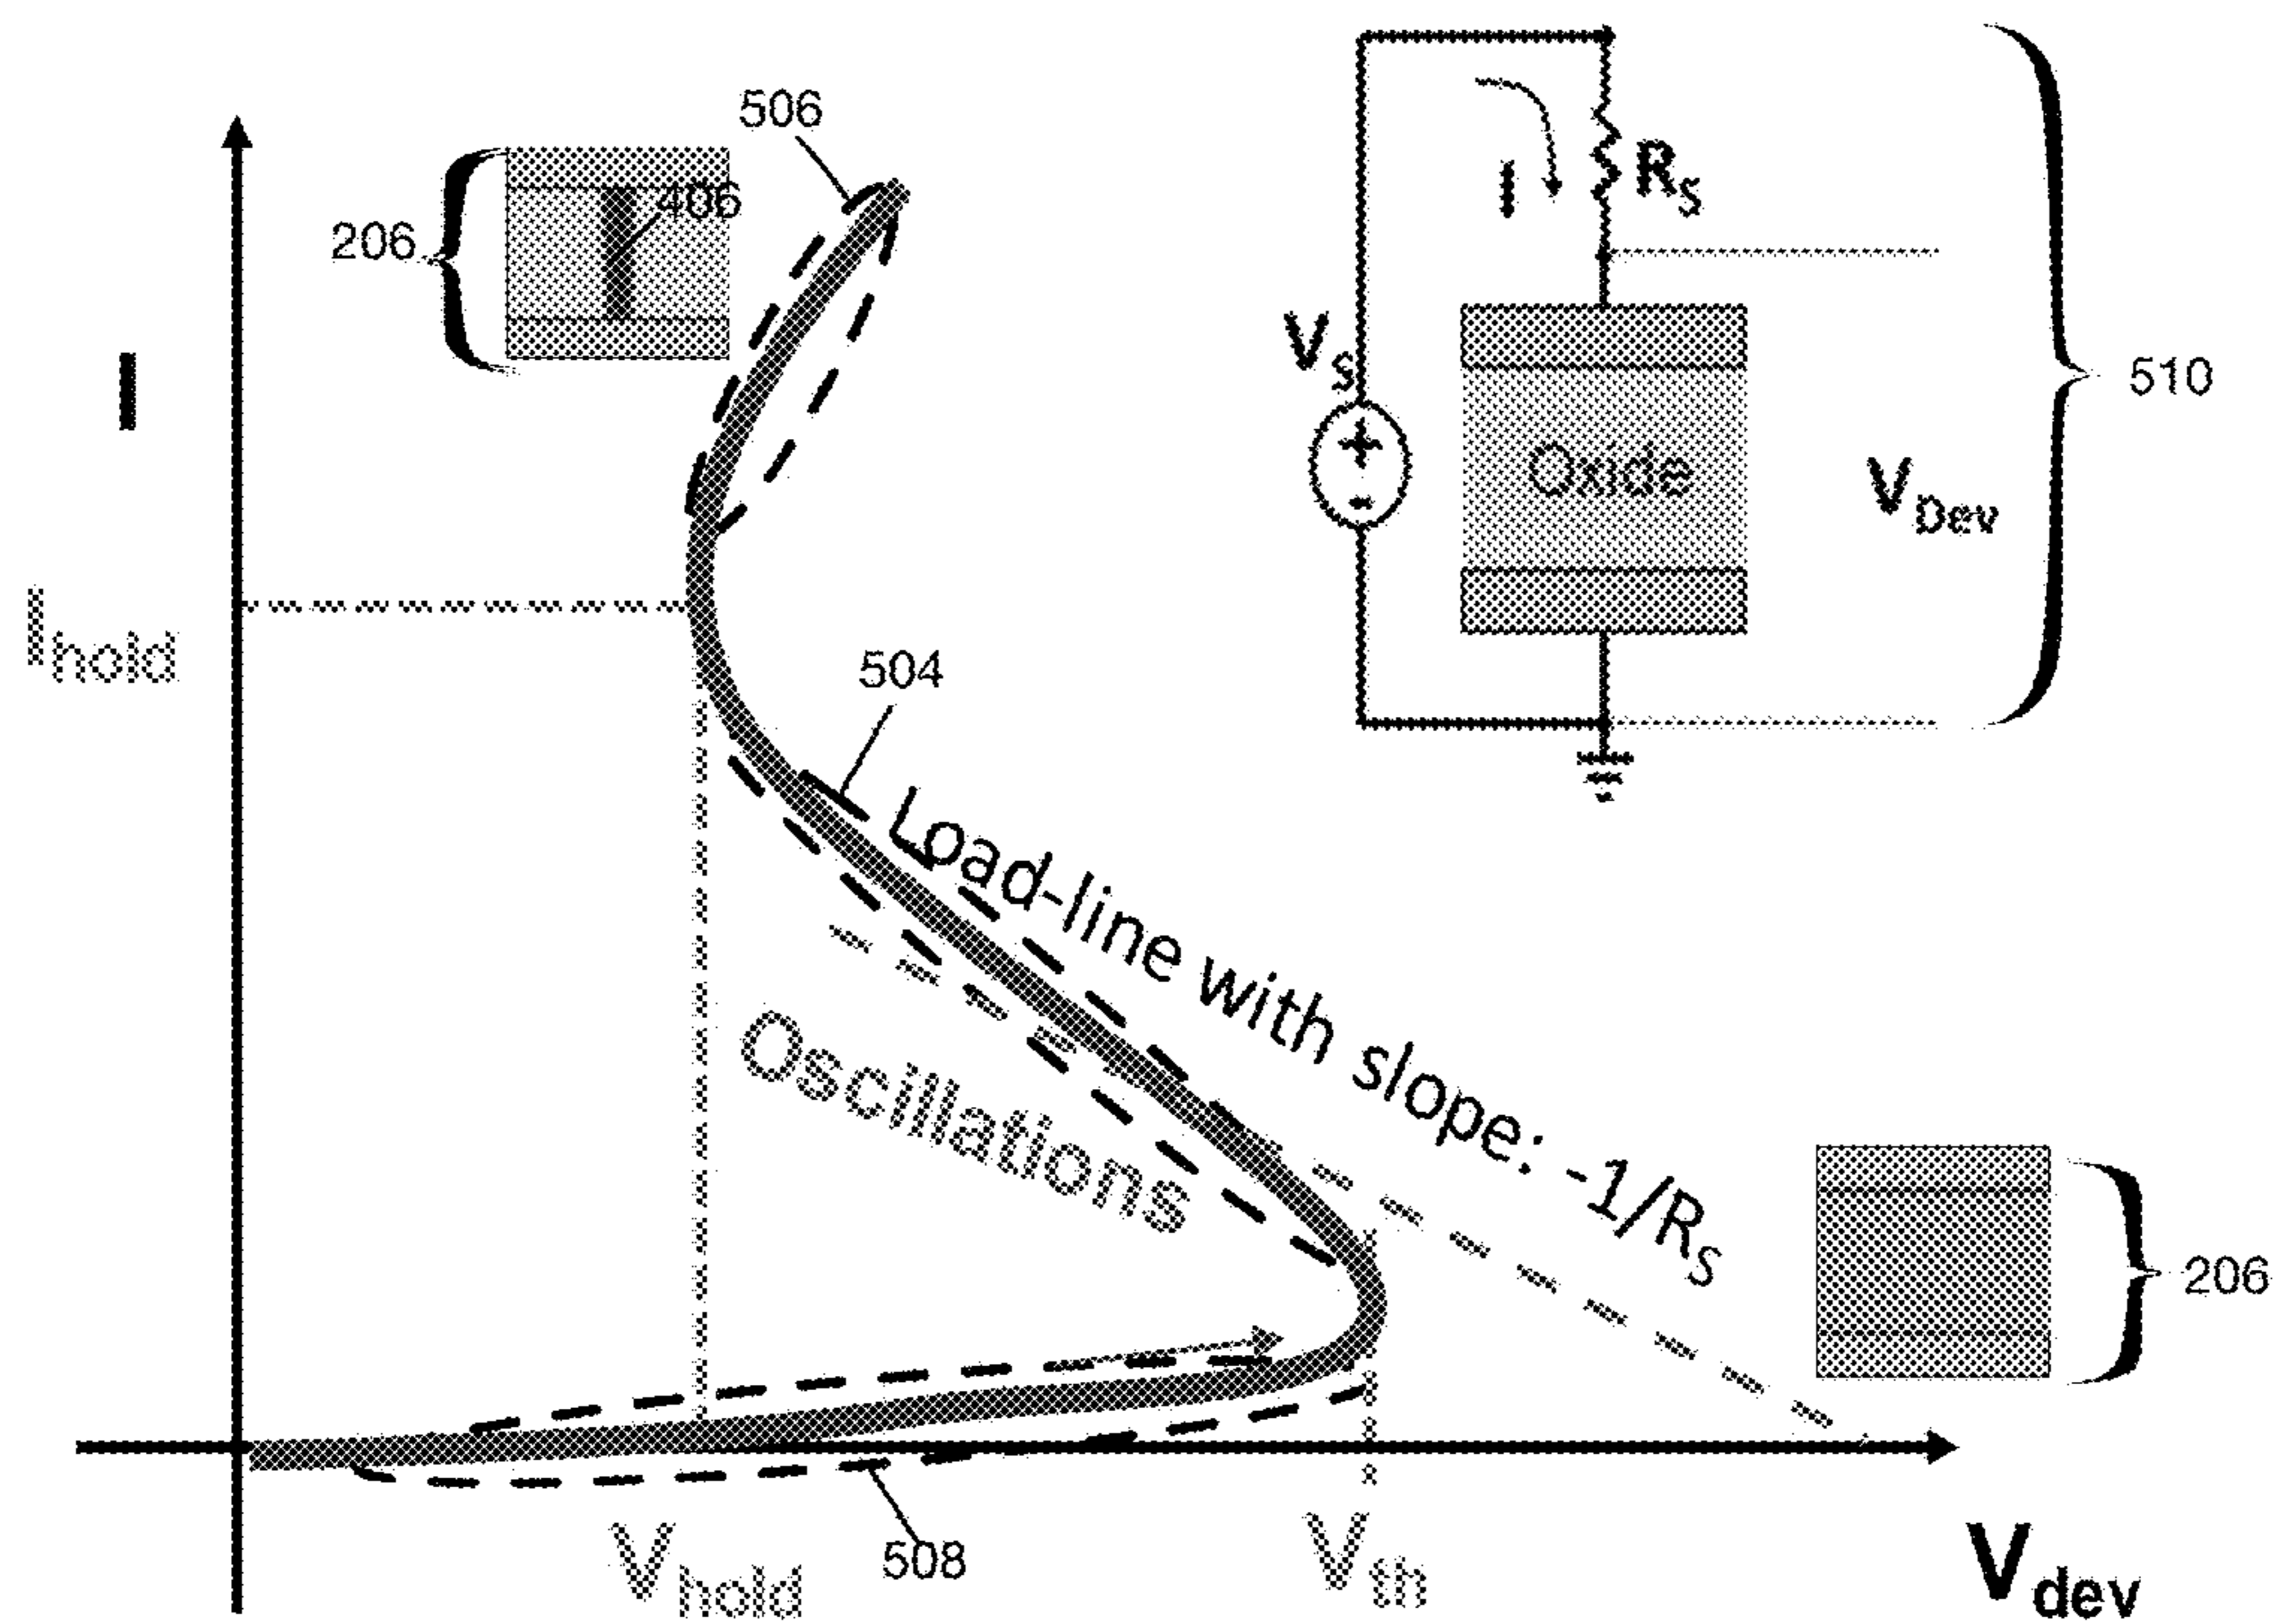 506
406
206
I
I
R_S
V_S
+
-
Oxide
V_Dev
510
I_hold
504
Load-line with slope: -1/R_S
Oscillations
206
V_hold
508
V_th
V_dev